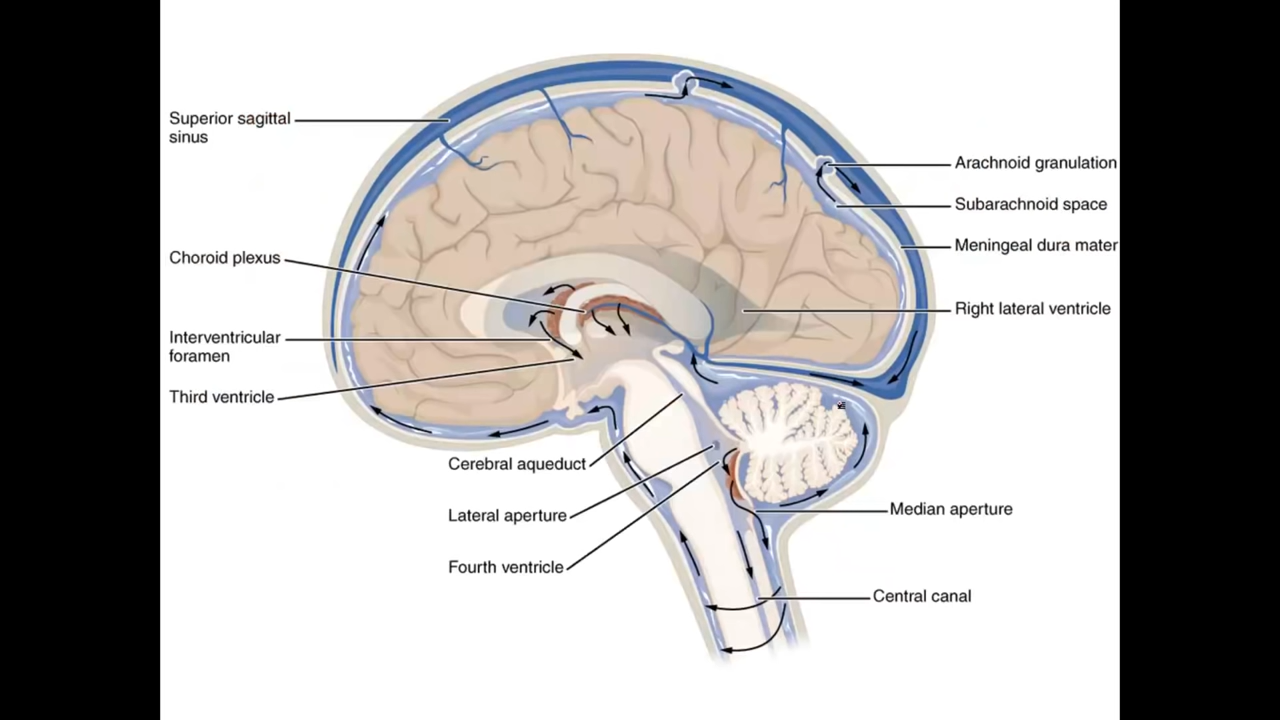 Superior sagittal
sinus
Choroid plexus
Interventricular
foramen
Third ventricle
Cerebral aqueduct
Lateral aperture
Fourth ventricle
Arachnoid granulation
Subarachnoid space
Meningeal dura mater
Right lateral ventricle
Median aperture
Central canal